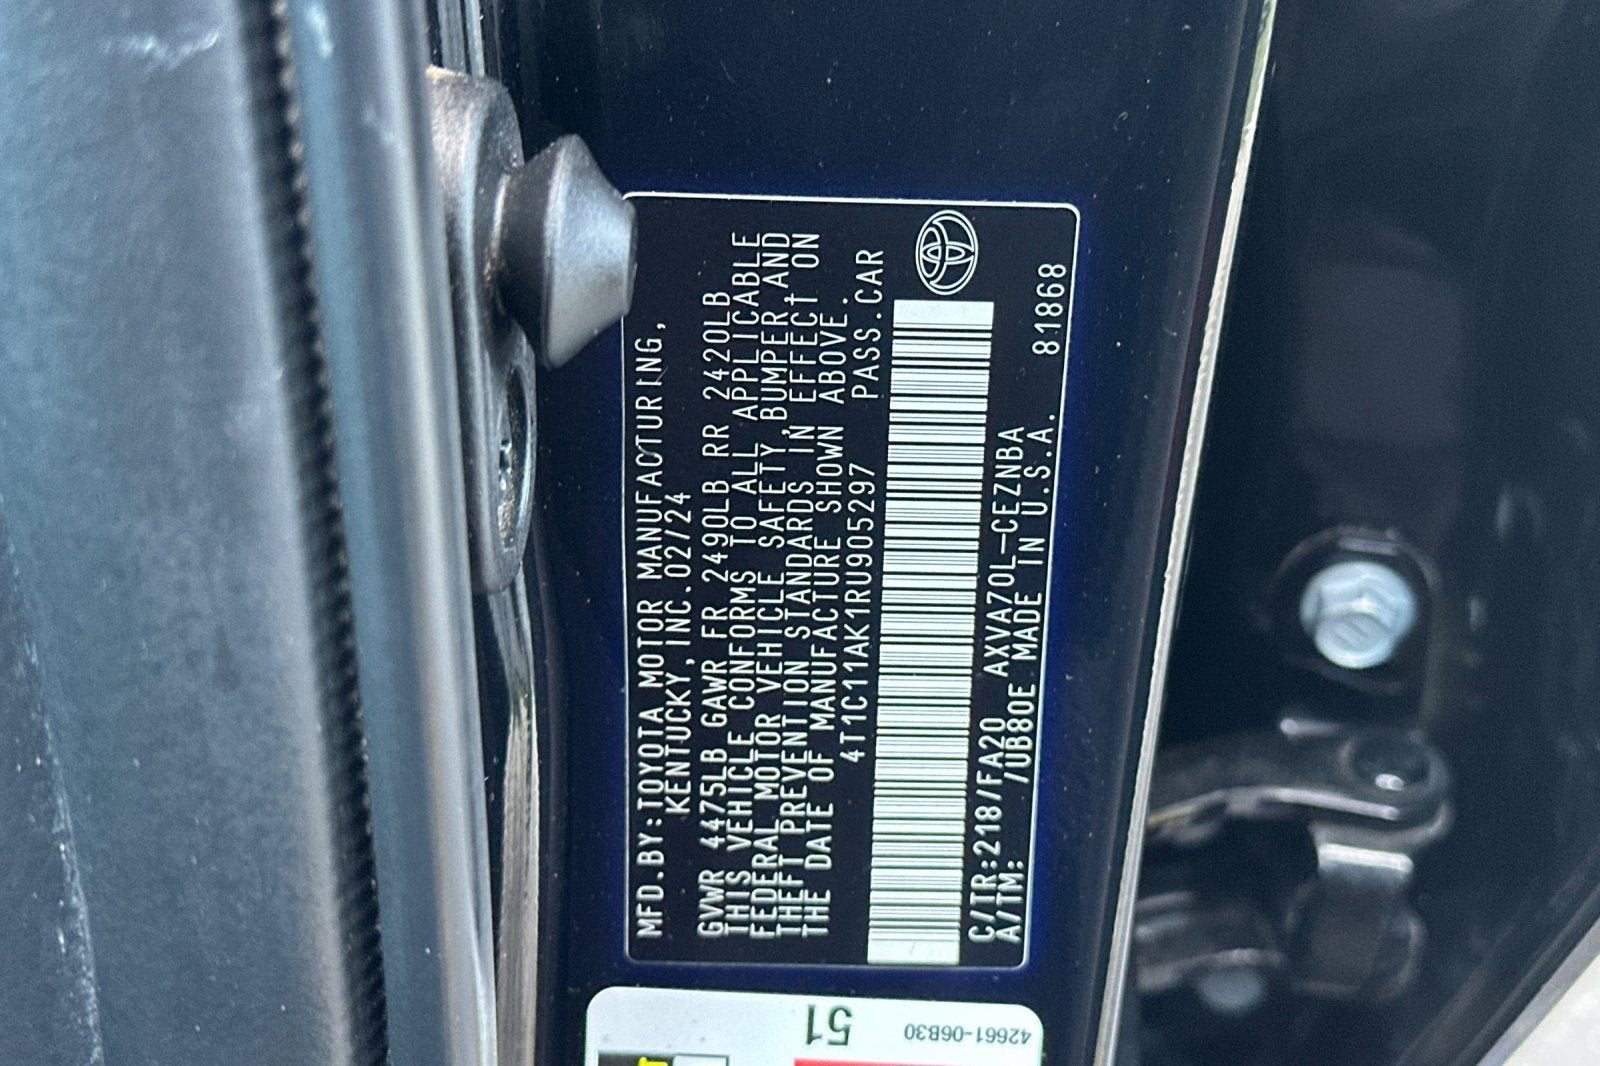 MFD.BY:TOYOTA MOTOR MANUFACTURING,
KENTUCKY,INC.02/24
GVWR 4475LB GAWR FR 2490LB RR 2420LB
THIS VEHICLE CONFORMS TO ALL APPLICABLE
FEDERAL MOTOR VEHICLE SAFETY,BUMPER,AND
THEFT PREVENTION STANDARDS IN EFFECT ON
THE DATE OF MANUFACTURE SHOWN ABOVE.
4T1C11AK1RU905297 PASS.CAR
C/TR:218/FA20 AXVA70L-CEZNBA
A/TM: /UB80E MADE IN U.S.A. 81868
51
42661-06B30